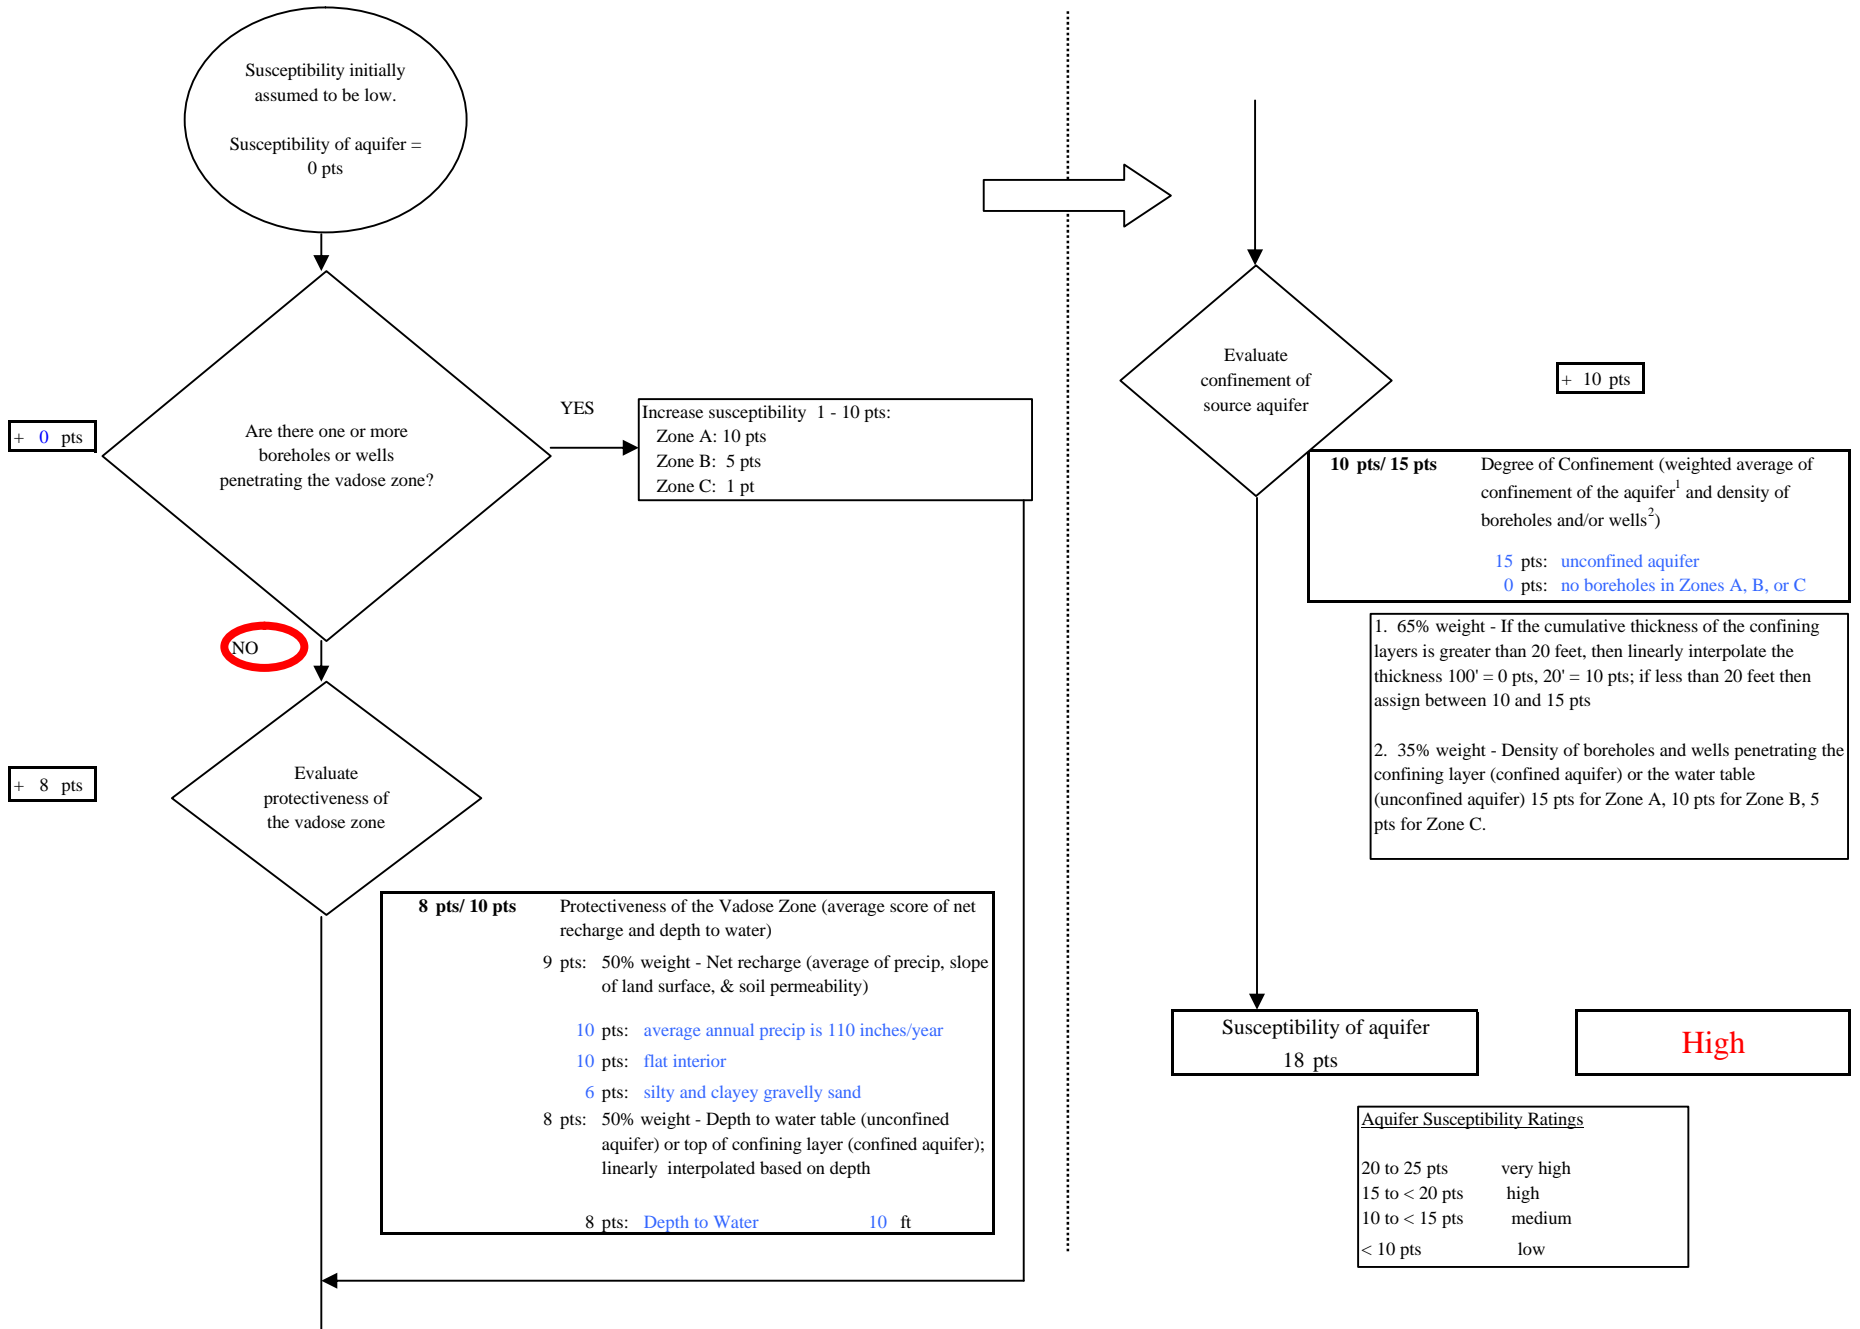 Susceptibility initially
assumed to be low.
Susceptibility of aquifer =
0 pts
+ 0 pts
Are there one or more
boreholes or wells
penetrating the vadose zone?
YES
Increase susceptibility 1 - 10 pts:
Zone A: 10 pts
Zone B: 5 pts
Zone C: 1 pt
NO
+ 8 pts
Evaluate
protectiveness of
the vadose zone
8 pts/ 10 pts Protectiveness of the Vadose Zone (average score of net
recharge and depth to water)
9 pts: 50% weight - Net recharge (average of precip, slope
of land surface, & soil permeability)
10 pts: average annual precip is 110 inches/year
10 pts: flat interior
6 pts: silty and clayey gravelly sand
8 pts: 50% weight - Depth to water table (unconfined
aquifer) or top of confining layer (confined aquifer);
linearly interpolated based on depth
8 pts: Depth to Water 10 ft
Evaluate
confinement of
source aquifer
+ 10 pts
10 pts/ 15 pts Degree of Confinement (weighted average of
confinement of the aquifer1 and density of
boreholes and/or wells2)
15 pts: unconfined aquifer
0 pts: no boreholes in Zones A, B, or C
1. 65% weight - If the cumulative thickness of the confining
layers is greater than 20 feet, then linearly interpolate the
thickness 100' = 0 pts, 20' = 10 pts; if less than 20 feet then
assign between 10 and 15 pts
2. 35% weight - Density of boreholes and wells penetrating the
confining layer (confined aquifer) or the water table
(unconfined aquifer) 15 pts for Zone A, 10 pts for Zone B, 5
pts for Zone C.
Susceptibility of aquifer
18 pts
High
Aquifer Susceptibility Ratings
20 to 25 pts very high
15 to < 20 pts high
10 to < 15 pts medium
< 10 pts low